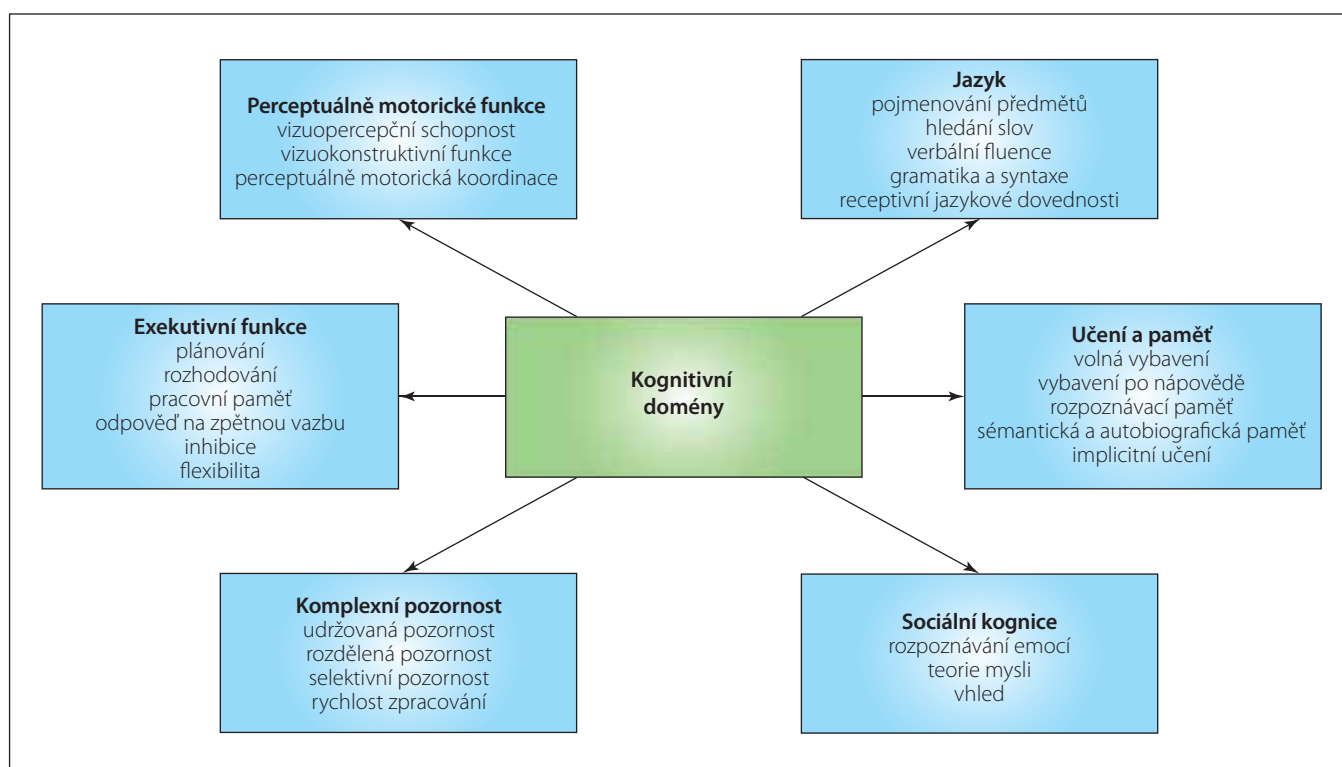 Perceptuálně motorické funkce
vizuopercepční schopnost
vizuokonstruktivní funkce
perceptuálně motorická koordinace
Jazyk
pojmenování předmětů
hledání slov
verbální fluence
gramatika a syntaxe
receptivní jazykové dovednosti
Exekutivní funkce
plánování
rozhodování
pracovní paměť
odpověď na zpětnou vazbu
inhibice
flexibilita
Kognitivní
domény
Učení a paměť
volná vybavení
vybavení po nápovědě
rozpoznávací paměť
sémantická a autobiografická paměť
implicitní učení
Komplexní pozornost
udržovaná pozornost
rozdělená pozornost
selektivní pozornost
rychlost zpracování
Sociální kognice
rozpoznávání emocí
teorie mysli
vhled